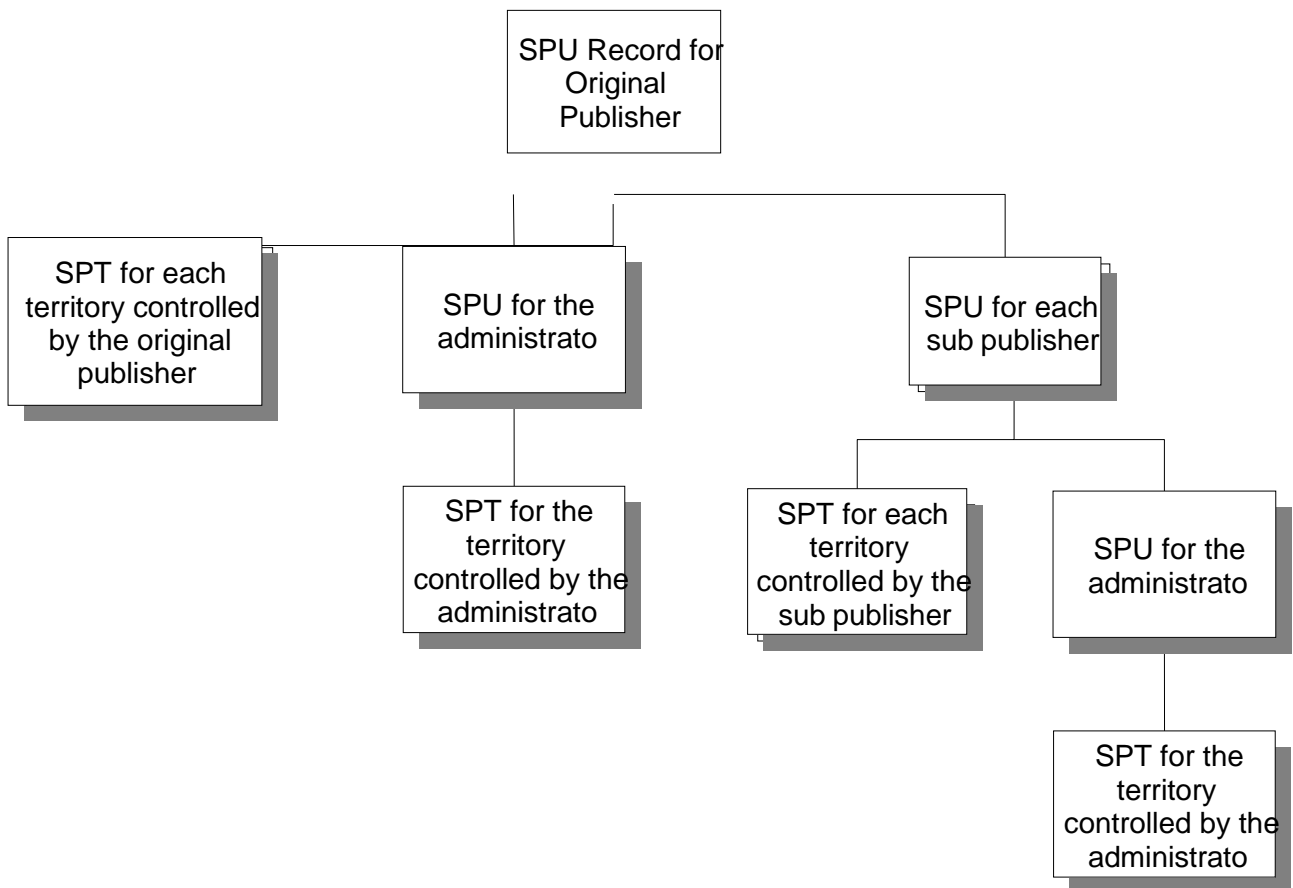 SPU Record for
Original
Publisher
SPT for each
territory controlled
by the original
publisher
SPU for the
administrato
SPU for each
sub publisher
SPT for the
territory
controlled by the
administrato
SPT for each
territory
controlled by the
sub publisher
SPU for the
administrato
SPT for the
territory
controlled by the
administrato